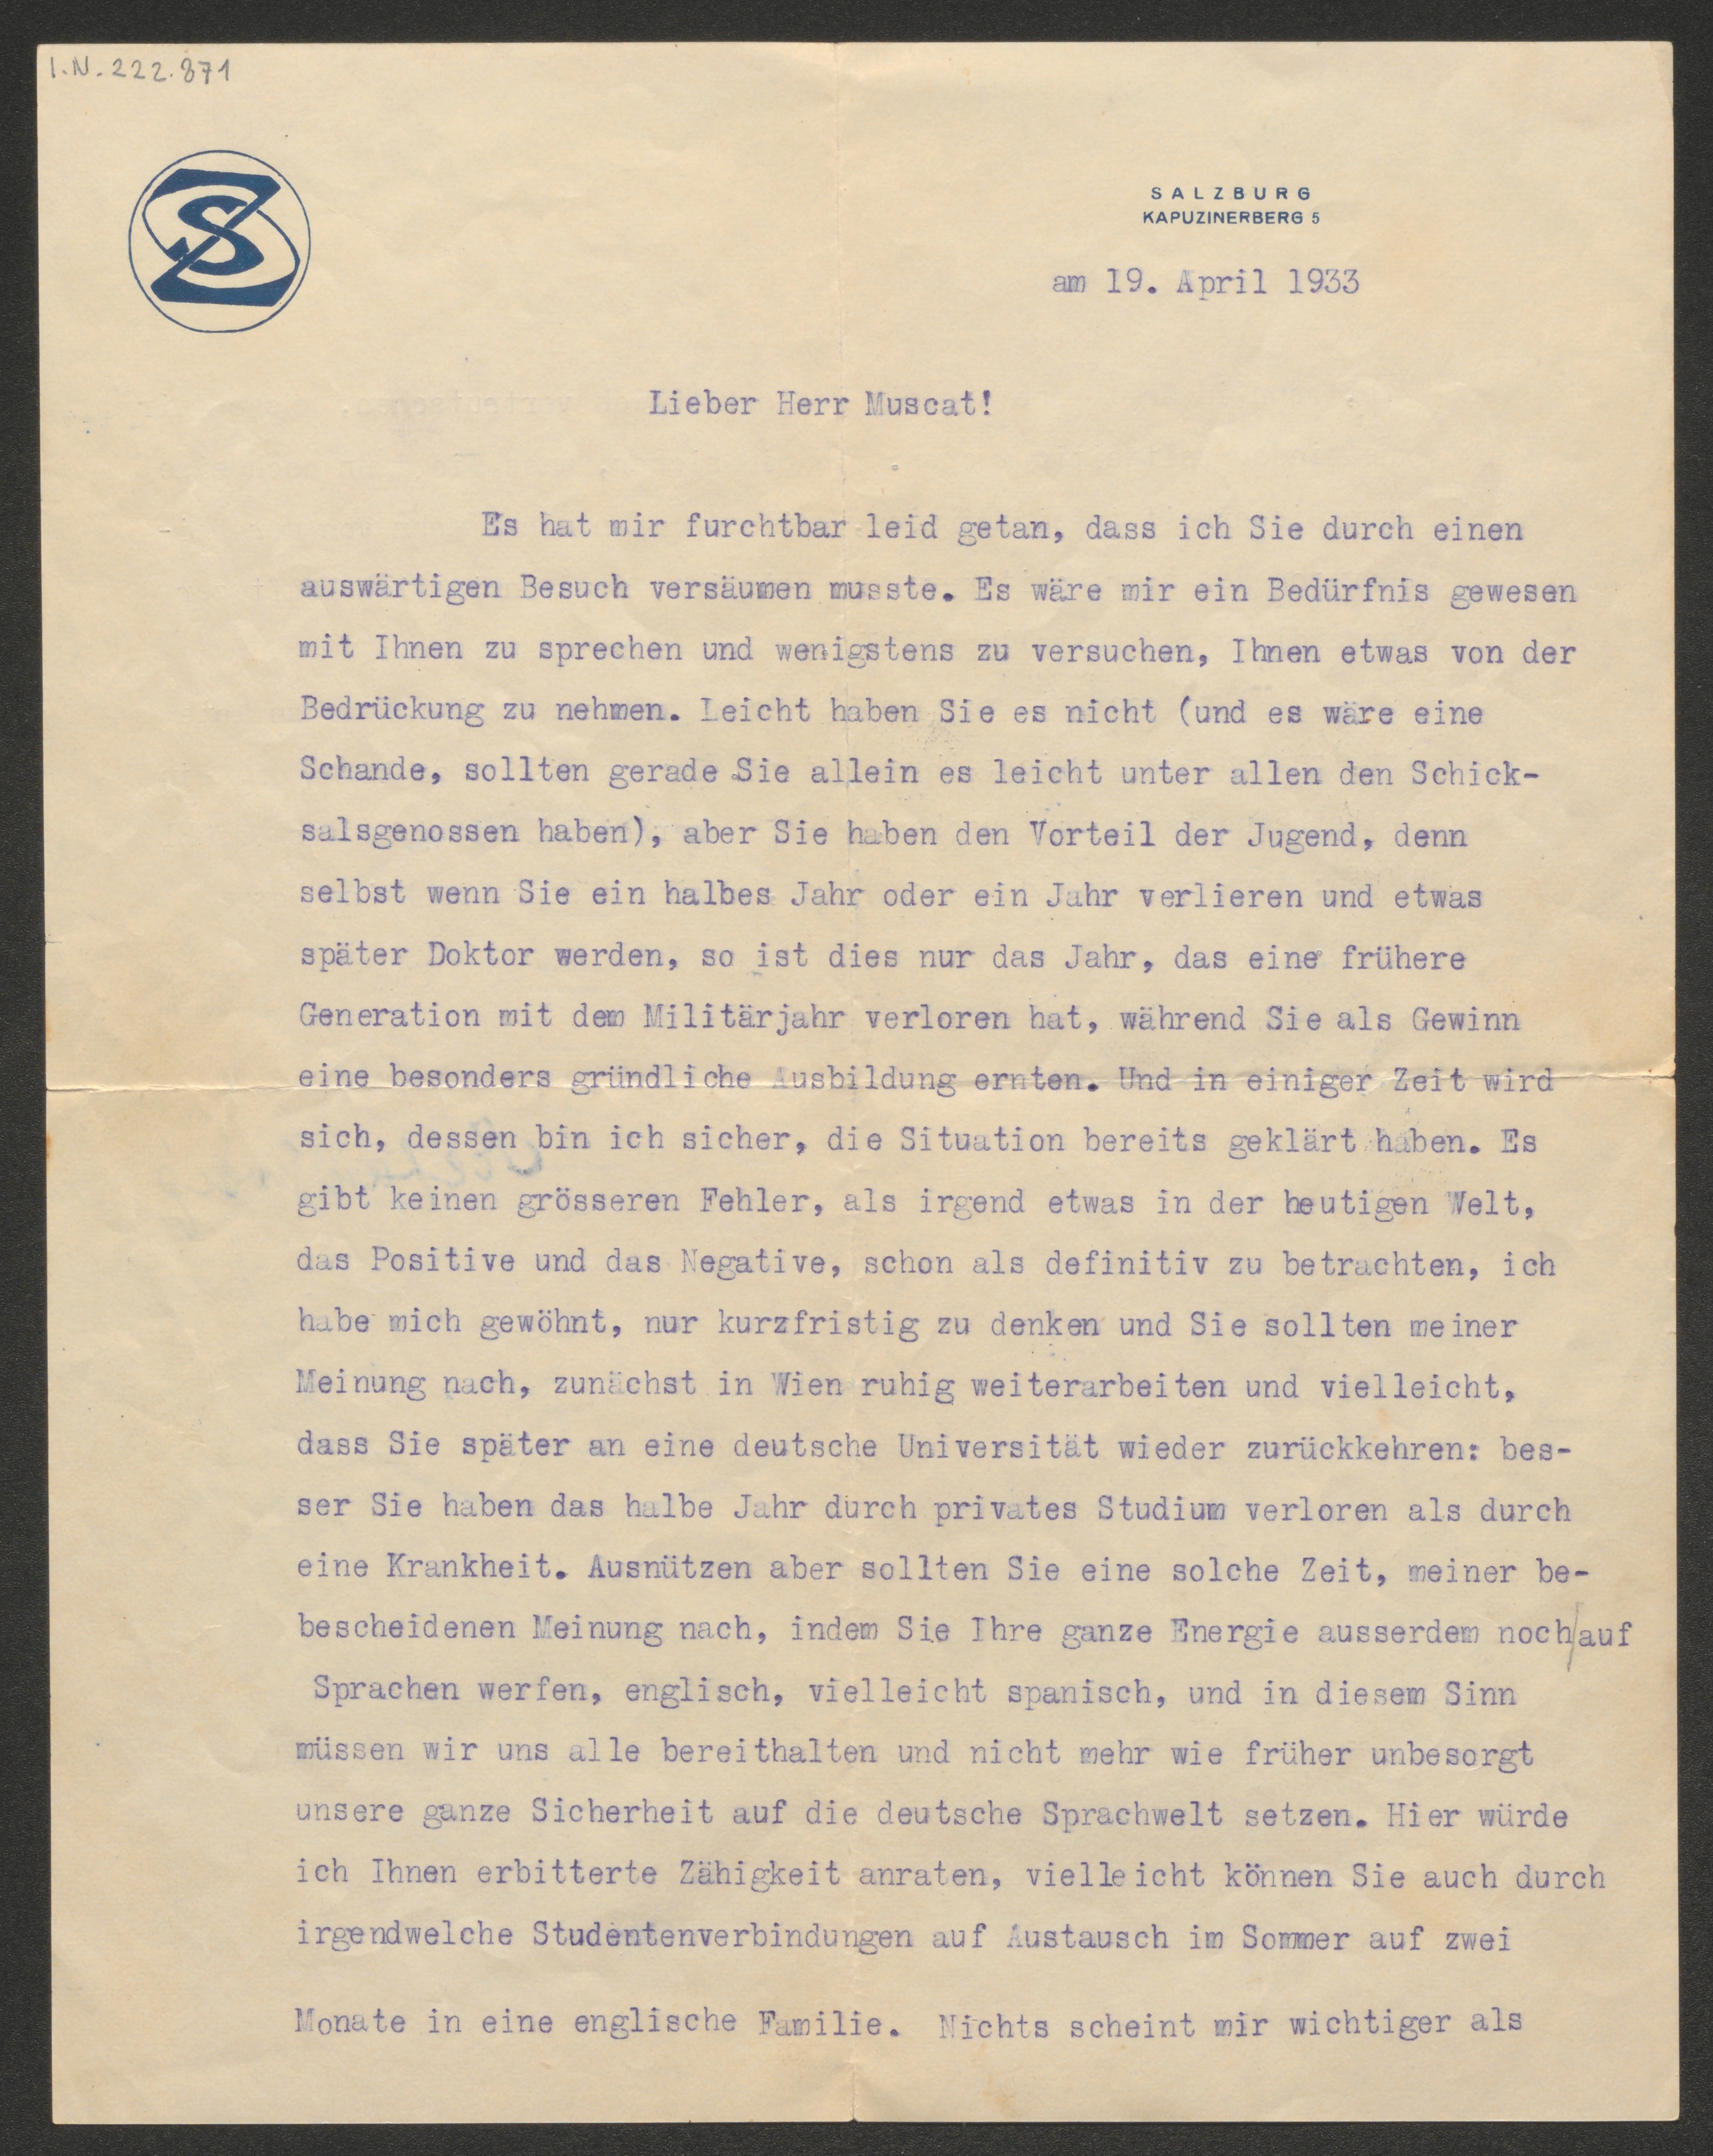 I.N. 222.871
SZ
SALZBURG
KAPUZINERBERG 5
am 19. April 1933
Lieber Herr Muscat!
Es hat mir furchtbar leid getan, dass ich Sie durch einen
auswärtigen Besuch versäumen musste. Es wäre mir ein Bedürfnis gewesen
mit Ihnen zu sprechen und wenigstens zu versuchen, Ihnen etwas von der
Bedrückung zu nehmen. Leicht haben Sie es nicht (und es wäre eine
Schande, sollten gerade Sie allein es leicht unter allen den Schick-
salsgenossen haben), aber Sie haben den Vorteil der Jugend, denn
selbst wenn Sie ein halbes Jahr oder ein Jahr verlieren und etwas
später Doktor werden, so ist dies nur das Jahr, das eine frühere
Generation mit dem Militärjahr verloren hat, während Sie als Gewinn
eine besonders gründliche Ausbildung ernten. Und in einiger Zeit wird
sich, dessen bin ich sicher, die Situation bereits geklärt haben. Es
gibt keinen grösseren Fehler, als irgend etwas in der heutigen Welt,
das Positive und das Negative, schon als definitiv zu betrachten, ich
habe mich gewöhnt, nur kurzfristig zu denken und Sie sollten meiner
Meinung nach, zunächst in Wien ruhig weiterarbeiten und vielleicht,
dass Sie später an eine deutsche Universität wieder zurückkehren: bes-
ser Sie haben das halbe Jahr durch privates Studium verloren als durch
eine Krankheit. Ausnützen aber sollten Sie eine solche Zeit, meiner be-
bescheidenen Meinung nach, indem Sie Ihre ganze Energie ausserdem noch/auf
Sprachen werfen, englisch, vielleicht spanisch, und in diesem Sinn
müssen wir uns alle bereithalten und nicht mehr wie früher unbesorgt
unsere ganze Sicherheit auf die deutsche Sprachwelt setzen. Hier würde
ich Ihnen erbitterte Zähigkeit anraten, vielleicht können Sie auch durch
irgendwelche Studentenverbindungen auf Austausch im Sommer auf zwei
Monate in eine englische Familie. Nichts scheint mir wichtiger als